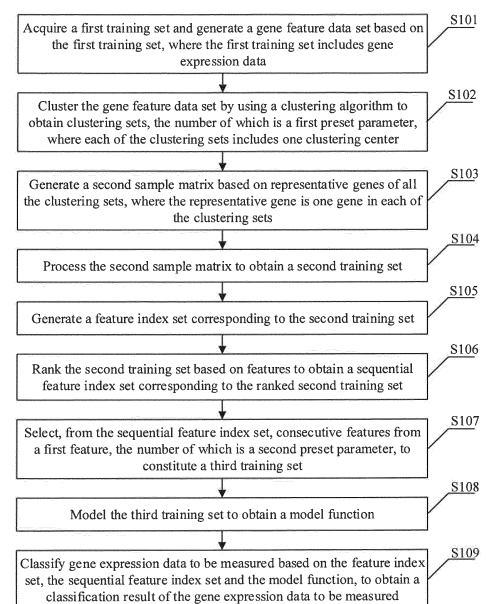 S101
Acquire a first training set and generate a gene feature data set based on
the first training set, where the first training set includes gene
expression data
S102
Cluster the gene feature data set by using a clustering algorithm to
obtain clustering sets, the number of which is a first preset parameter,
where each of the clustering sets includes one clustering center
S103
Generate a second sample matrix based on representative genes of all
the clustering sets, where the representative gene is one gene in each of
the clustering sets
S104
Process the second sample matrix to obtain a second training set
S105
Generate a feature index set corresponding to the second training set
S106
Rank the second training set based on features to obtain a sequential
feature index set corresponding to the ranked second training set
S107
Select, from the sequential feature index set, consecutive features from
a first feature, the number of which is a second preset parameter, to
constitute a third training set
S108
Model the third training set to obtain a model function
S109
Classify gene expression data to be measured based on the feature index
set, the sequential feature index set and the model function, to obtain a
classification result of the gene expression data to be measured